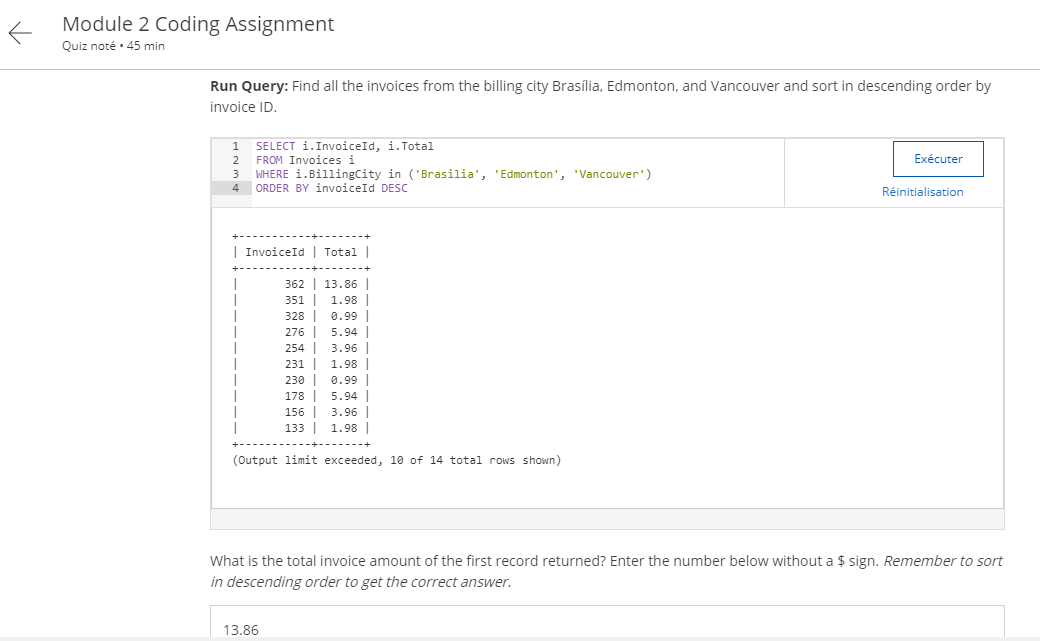 Module 2 Coding Assignment
Quiz noté • 45 min
Run Query: Find all the invoices from the billing city Brasília, Edmonton, and Vancouver and sort in descending order by
invoice ID.
1 SELECT i.InvoiceId, i.Total
2 FROM Invoices i
3 WHERE i.BillingCity in ('Brasilia', 'Edmonton', 'Vancouver')
4 ORDER BY invoiceId DESC
Exécuter
Réinitialisation
+-----------+-------+
| InvoiceId | Total |
+-----------+-------+
|       362 | 13.86 |
|       351 |  1.98 |
|       328 |  0.99 |
|       276 |  5.94 |
|       254 |  3.96 |
|       231 |  1.98 |
|       230 |  0.99 |
|       178 |  5.94 |
|       156 |  3.96 |
|       133 |  1.98 |
+-----------+-------+
(Output limit exceeded, 10 of 14 total rows shown)
What is the total invoice amount of the first record returned? Enter the number below without a $ sign. Remember to sort
in descending order to get the correct answer.
13.86